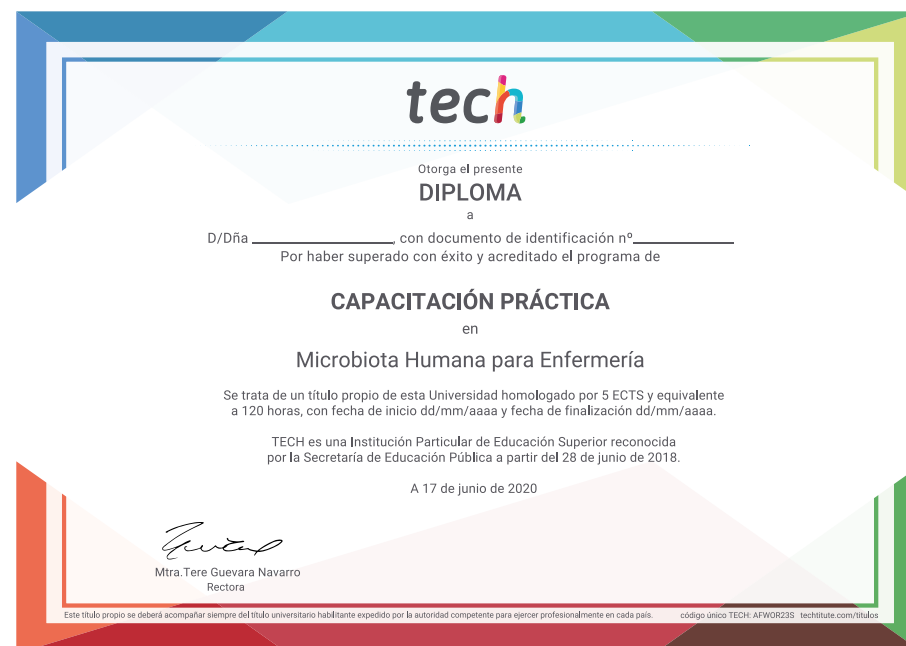 tech
Otorga el presente
DIPLOMA
a
D/Dña ____________________, con documento de identificación nº______________
Por haber superado con éxito y acreditado el programa de
CAPACITACIÓN PRÁCTICA
en
Microbiota Humana para Enfermería
Se trata de un título propio de esta Universidad homologado por 5 ECTS y equivalente
a 120 horas, con fecha de inicio dd/mm/aaaa y fecha de finalización dd/mm/aaaa.
TECH es una Institución Particular de Educación Superior reconocida
por la Secretaría de Educación Pública a partir del 28 de junio de 2018.
A 17 de junio de 2020
Mtra.Tere Guevara Navarro
Rectora
Este título propio se deberá acompañar siempre del título universitario habilitante expedido por la autoridad competente para ejercer profesionalmente en cada país. código único TECH: AFWOR23S techtitute.com/titulos